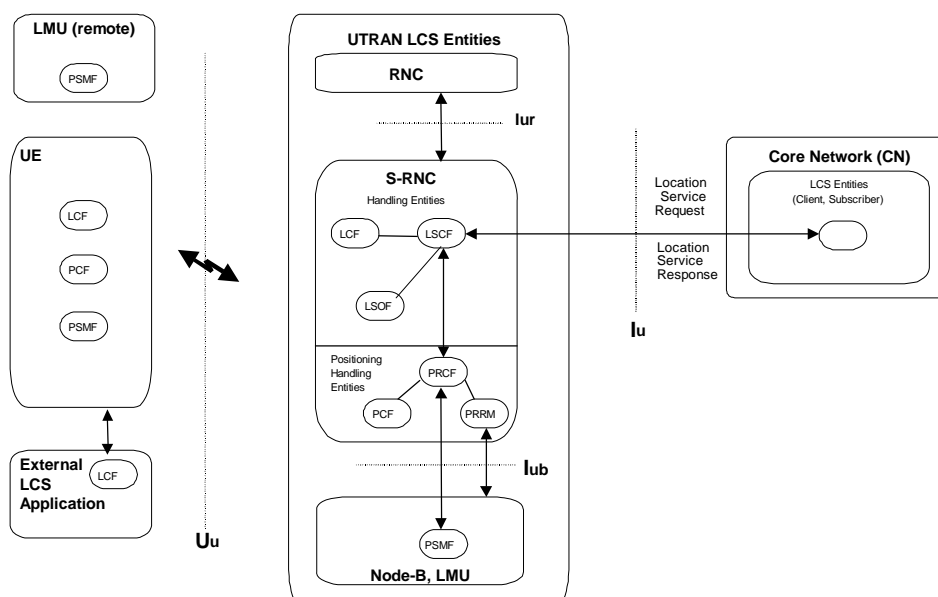 LMU (remote)
PSMF
UE
LCF
PCF
PSMF
External
LCS
Application
LCF
Uu
UTRAN LCS Entities
RNC
Iur
S-RNC
Handling Entities
LCF
LSCF
LSOF
Positioning
Handling
Entities
PRCF
PCF
PRRM
Iub
PSMF
Node-B, LMU
Location
Service
Request
Location
Service
Response
Iu
Core Network (CN)
LCS Entities
(Client, Subscriber)